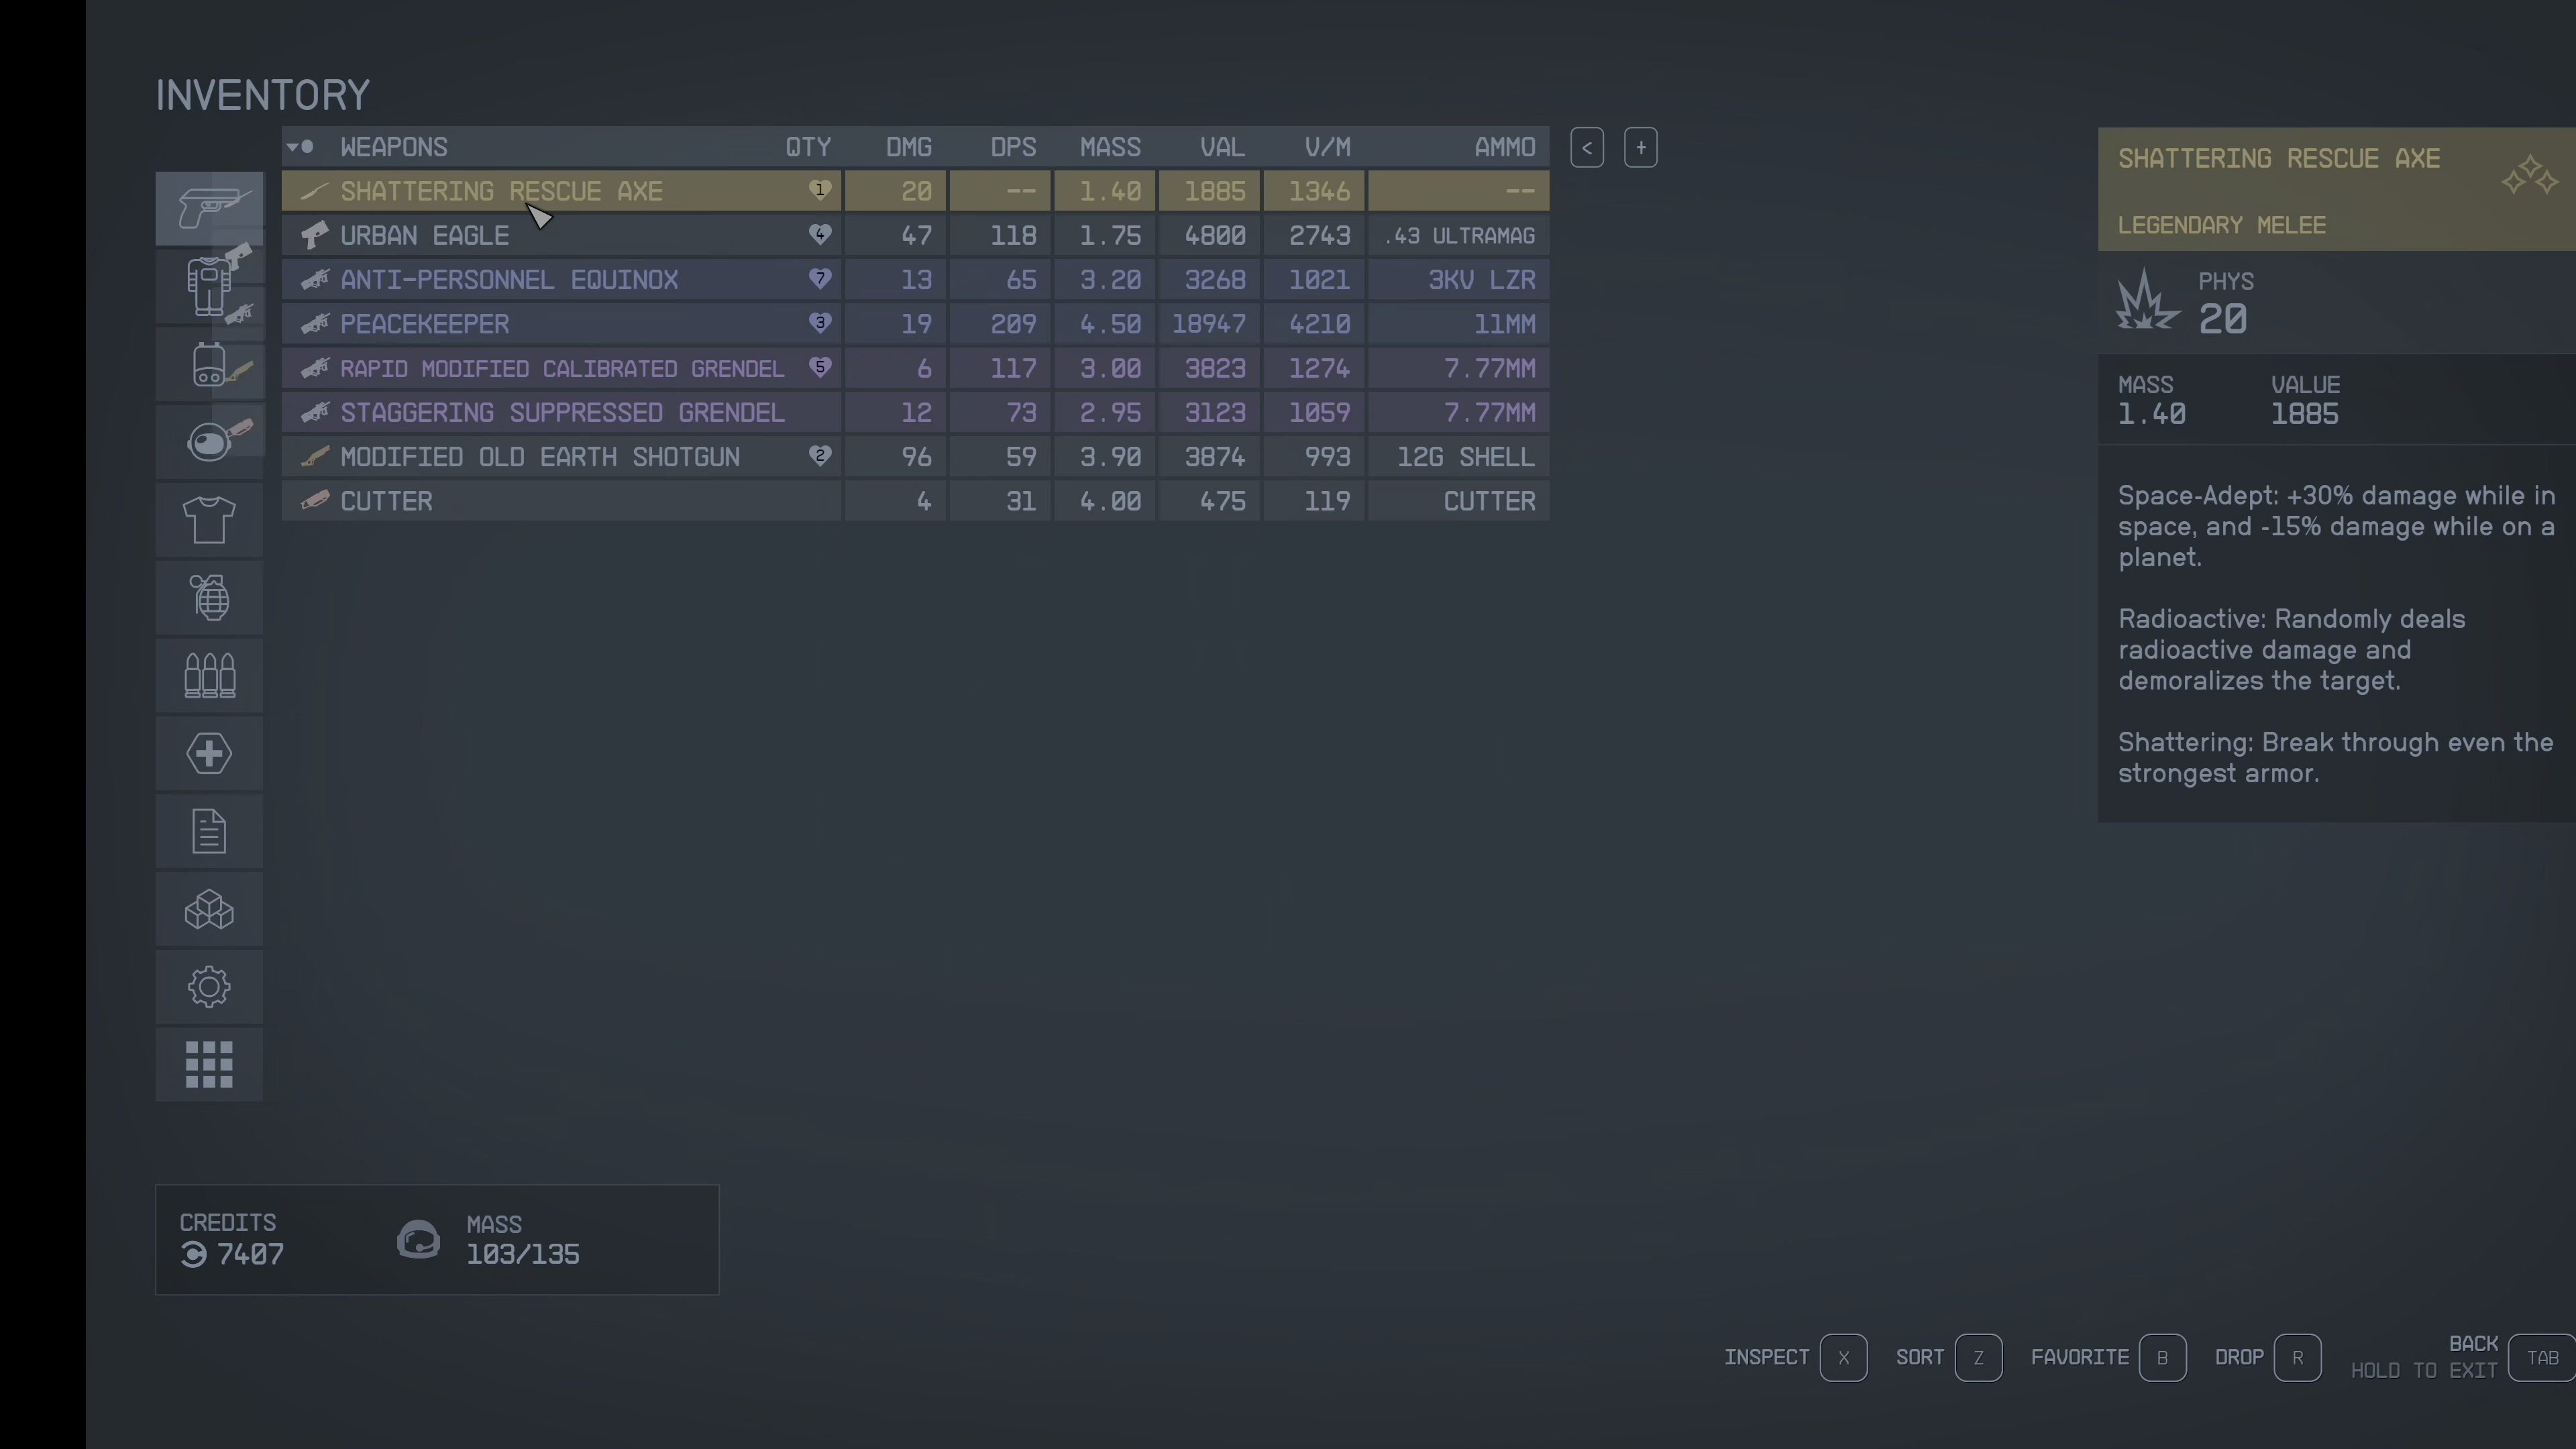 INVENTORY
WEAPONS QTY DMG DPS MASS VAL V/M AMMO < +
SHATTERING RESCUE AXE 1 20 -- 1.40 1885 1346 --
URBAN EAGLE 4 47 118 1.75 4800 2743 .43 ULTRAMAG
ANTI-PERSONNEL EQUINOX 7 13 65 3.20 3268 1021 3KV LZR
PEACEKEEPER 3 19 209 4.50 18947 4210 11MM
RAPID MODIFIED CALIBRATED GRENDEL 5 6 117 3.00 3823 1274 7.77MM
STAGGERING SUPPRESSED GRENDEL 12 73 2.95 3123 1059 7.77MM
MODIFIED OLD EARTH SHOTGUN 2 96 59 3.90 3874 993 12G SHELL
CUTTER 4 31 4.00 475 119 CUTTER
SHATTERING RESCUE AXE
LEGENDARY MELEE
PHYS
20
MASS VALUE
1.40 1885
Space-Adept: +30% damage while in
space, and -15% damage while on a
planet.
Radioactive: Randomly deals
radioactive damage and
demoralizes the target.
Shattering: Break through even the
strongest armor.
CREDITS MASS
7407 103/135
INSPECT X SORT Z FAVORITE B DROP R BACK TAB
HOLD TO EXIT